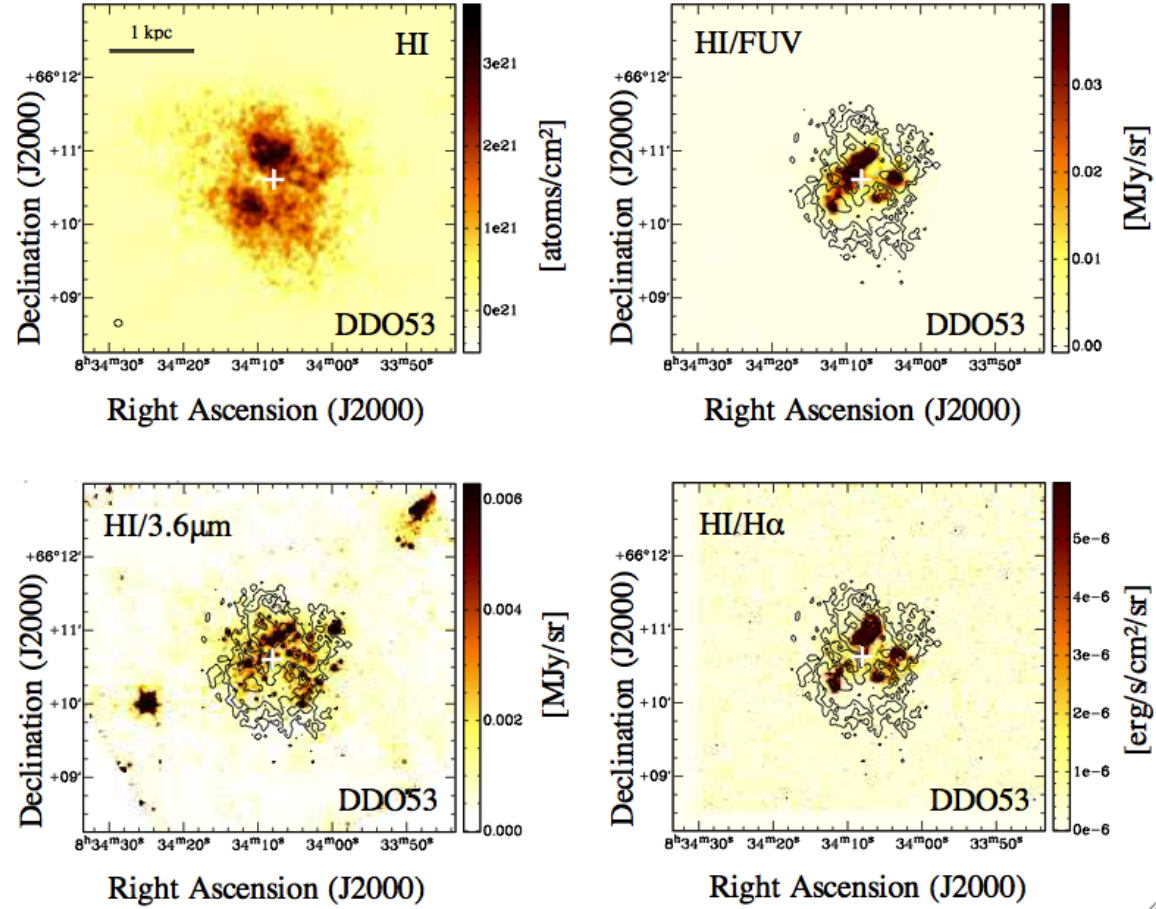 1 kpc
HI
+66°12'
+11'
+10'
+09'
Declination (J2000)
DDO53
8ʰ34ᵐ30ˢ 34ᵐ20ˢ 34ᵐ10ˢ 34ᵐ00ˢ 33ᵐ50ˢ
Right Ascension (J2000)
3e21
2e21
1e21
0e21
[atoms/cm²]
HI/FUV
+66°12'
+11'
+10'
+09'
Declination (J2000)
DDO53
8ʰ34ᵐ30ˢ 34ᵐ20ˢ 34ᵐ10ˢ 34ᵐ00ˢ 33ᵐ50ˢ
Right Ascension (J2000)
0.03
0.02
0.01
0.00
[MJy/sr]
HI/3.6μm
+66°12'
+11'
+10'
+09'
Declination (J2000)
DDO53
8ʰ34ᵐ30ˢ 34ᵐ20ˢ 34ᵐ10ˢ 34ᵐ00ˢ 33ᵐ50ˢ
Right Ascension (J2000)
0.006
0.004
0.002
0.000
[MJy/sr]
HI/Hα
+66°12'
+11'
+10'
+09'
Declination (J2000)
DDO53
8ʰ34ᵐ30ˢ 34ᵐ20ˢ 34ᵐ10ˢ 34ᵐ00ˢ 33ᵐ50ˢ
Right Ascension (J2000)
5e-6
4e-6
3e-6
2e-6
1e-6
0e-6
[erg/s/cm²/sr]